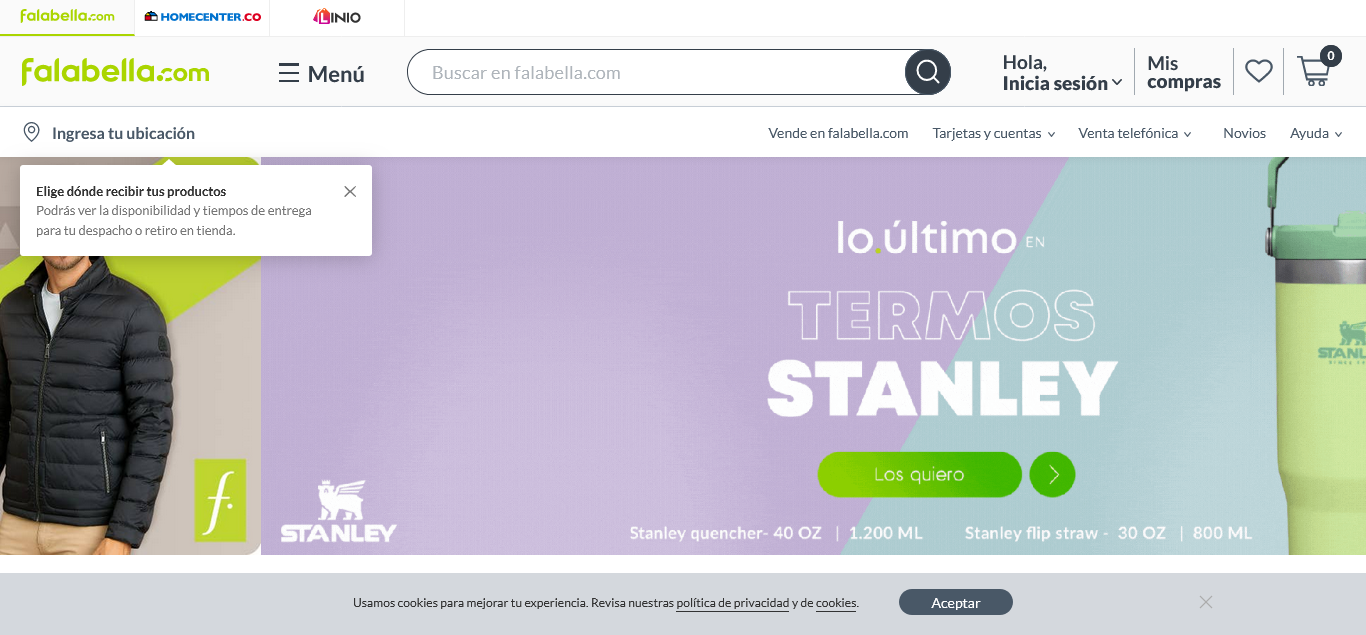 falabella.com
HOMECENTER.CO
LINIO
falabella.com
Menú
Buscar en falabella.com
Hola,
Inicia sesión
Mis
compras
0
Ingresa tu ubicación
Vende en falabella.com
Tarjetas y cuentas
Venta telefónica
Novios
Ayuda
Elige dónde recibir tus productos
Podrás ver la disponibilidad y tiempos de entrega
para tu despacho o retiro en tienda.
lo.último EN
TERMOS
STANLEY
Los quiero
f.
STANLEY
Stanley quencher- 40 OZ | 1.200 ML
Stanley flip straw - 30 OZ | 800 ML
Usamos cookies para mejorar tu experiencia. Revisa nuestras política de privacidad y de cookies.
Aceptar